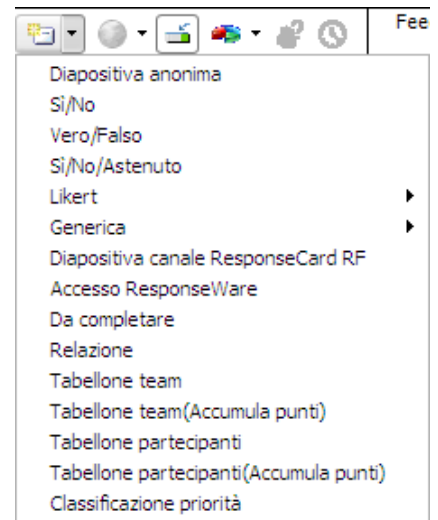 Fee
Diapositiva anonima
Sì/No
Vero/Falso
Sì/No/Astenuto
Likert
Generica
Diapositiva canale ResponseCard RF
Accesso ResponseWare
Da completare
Relazione
Tabellone team
Tabellone team(Accumula punti)
Tabellone partecipanti
Tabellone partecipanti(Accumula punti)
Classificazione priorità